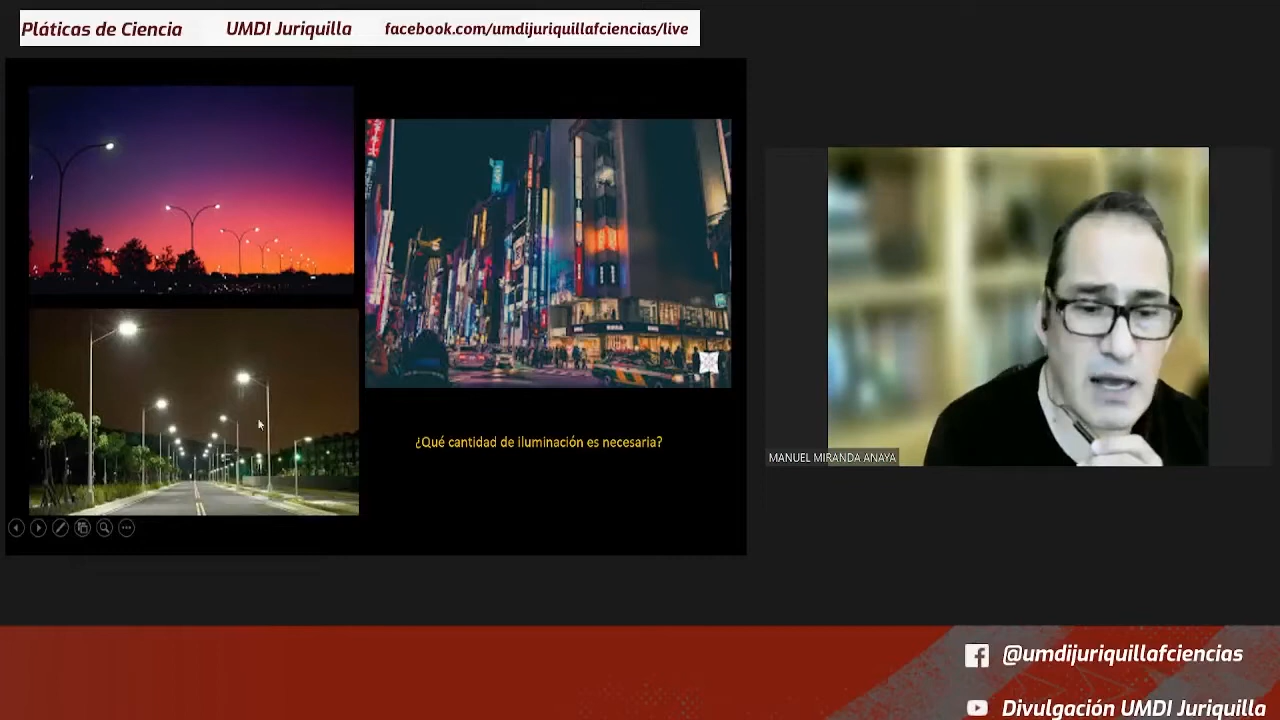 Pláticas de Ciencia UMDI Juriquilla facebook.com/umdijuriquillafciencias/live
¿Qué cantidad de iluminación es necesaria?
MANUEL MIRANDA ANAYA
@umdijuriquillafciencias
Divulgación UMDI Juriquilla